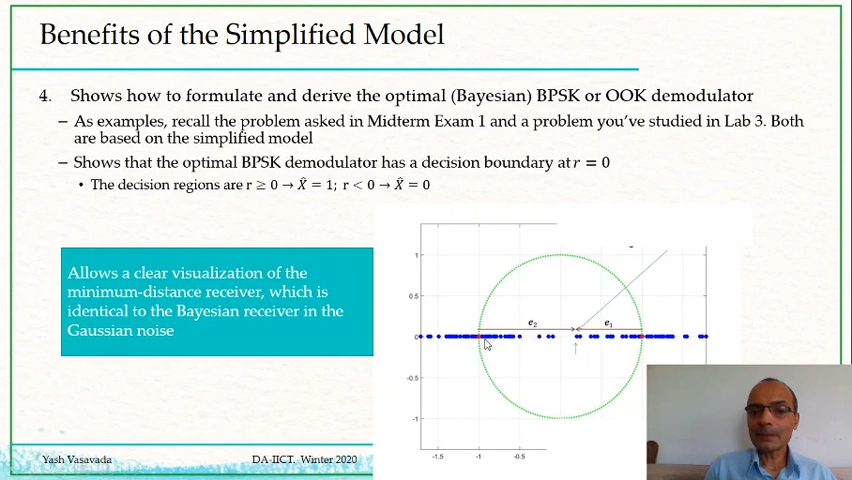 Benefits of the Simplified Model
4. Shows how to formulate and derive the optimal (Bayesian) BPSK or OOK demodulator
– As examples, recall the problem asked in Midterm Exam 1 and a problem you've studied in Lab 3. Both
are based on the simplified model
– Shows that the optimal BPSK demodulator has a decision boundary at r = 0
• The decision regions are r ≥ 0 → X̂ = 1; r < 0 → X̂ = 0
Allows a clear visualization of the
minimum-distance receiver, which is
identical to the Bayesian receiver in the
Gaussian noise
1
0.5
e₂ e₁
0
-0.5
-1
-1.5 -1 -0.5
Yash Vasavada DA-IICT, Winter 2020